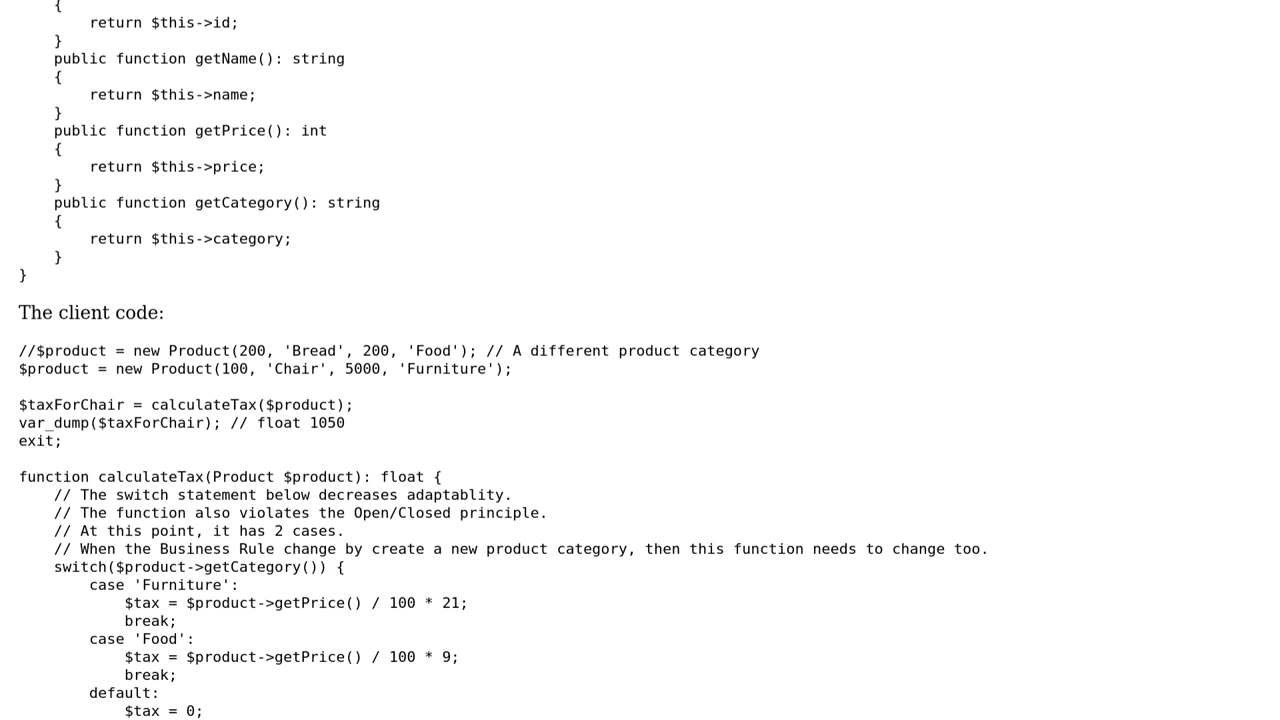 {
        return $this->id;
    }
    public function getName(): string
    {
        return $this->name;
    }
    public function getPrice(): int
    {
        return $this->price;
    }
    public function getCategory(): string
    {
        return $this->category;
    }
}
The client code:
//$product = new Product(200, 'Bread', 200, 'Food'); // A different product category
$product = new Product(100, 'Chair', 5000, 'Furniture');
$taxForChair = calculateTax($product);
var_dump($taxForChair); // float 1050
exit;
function calculateTax(Product $product): float {
    // The switch statement below decreases adaptablity.
    // The function also violates the Open/Closed principle.
    // At this point, it has 2 cases.
    // When the Business Rule change by create a new product category, then this function needs to change too.
    switch($product->getCategory()) {
        case 'Furniture':
            $tax = $product->getPrice() / 100 * 21;
            break;
        case 'Food':
            $tax = $product->getPrice() / 100 * 9;
            break;
        default:
            $tax = 0;